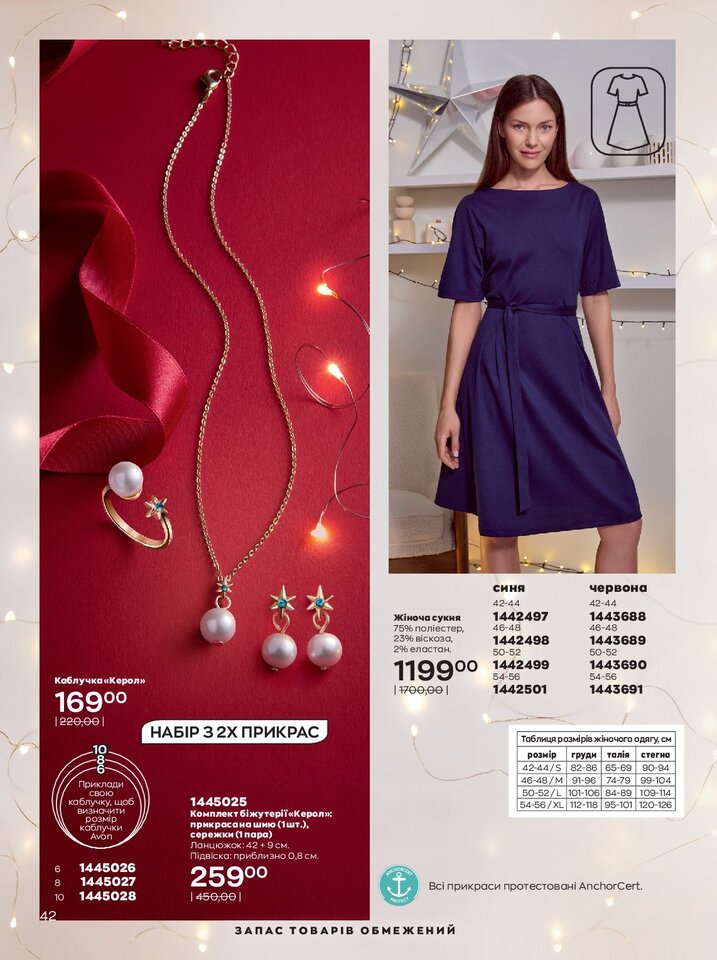 Каблучка «Керол»
169⁰⁰
|220,00|
НАБІР З 2Х ПРИКРАС
10
8
6
Приклади
свою
каблучку, щоб
визначити
розмір
каблучки
Avon
6 1445026
8 1445027
10 1445028
1445025
Комплект біжутерії «Керол»:
прикраса на шию (1 шт.),
сережки (1 пара)
Ланцюжок: 42 + 9 см.
Підвіска: приблизно 0,8 см.
259⁰⁰
|450,00|
42
Жіноча сукня
75% поліестер,
23% віскоза,
2% еластан.
1199⁰⁰
|1700,00|
синя
42-44
1442497
46-48
1442498
50-52
1442499
54-56
1442501
червона
42-44
1443688
46-48
1443689
50-52
1443690
54-56
1443691
Таблиця розмірів жіночого одягу, см
розмір груди талія стегна
42-44/S 82-86 65-69 90-94
46-48/M 91-96 74-79 99-104
50-52/L 101-106 84-89 109-114
54-56/XL 112-118 95-101 120-126
ANCHORCERT
PROTECT
Всі прикраси протестовані AnchorCert.
ЗАПАС ТОВАРІВ ОБМЕЖЕНИЙ